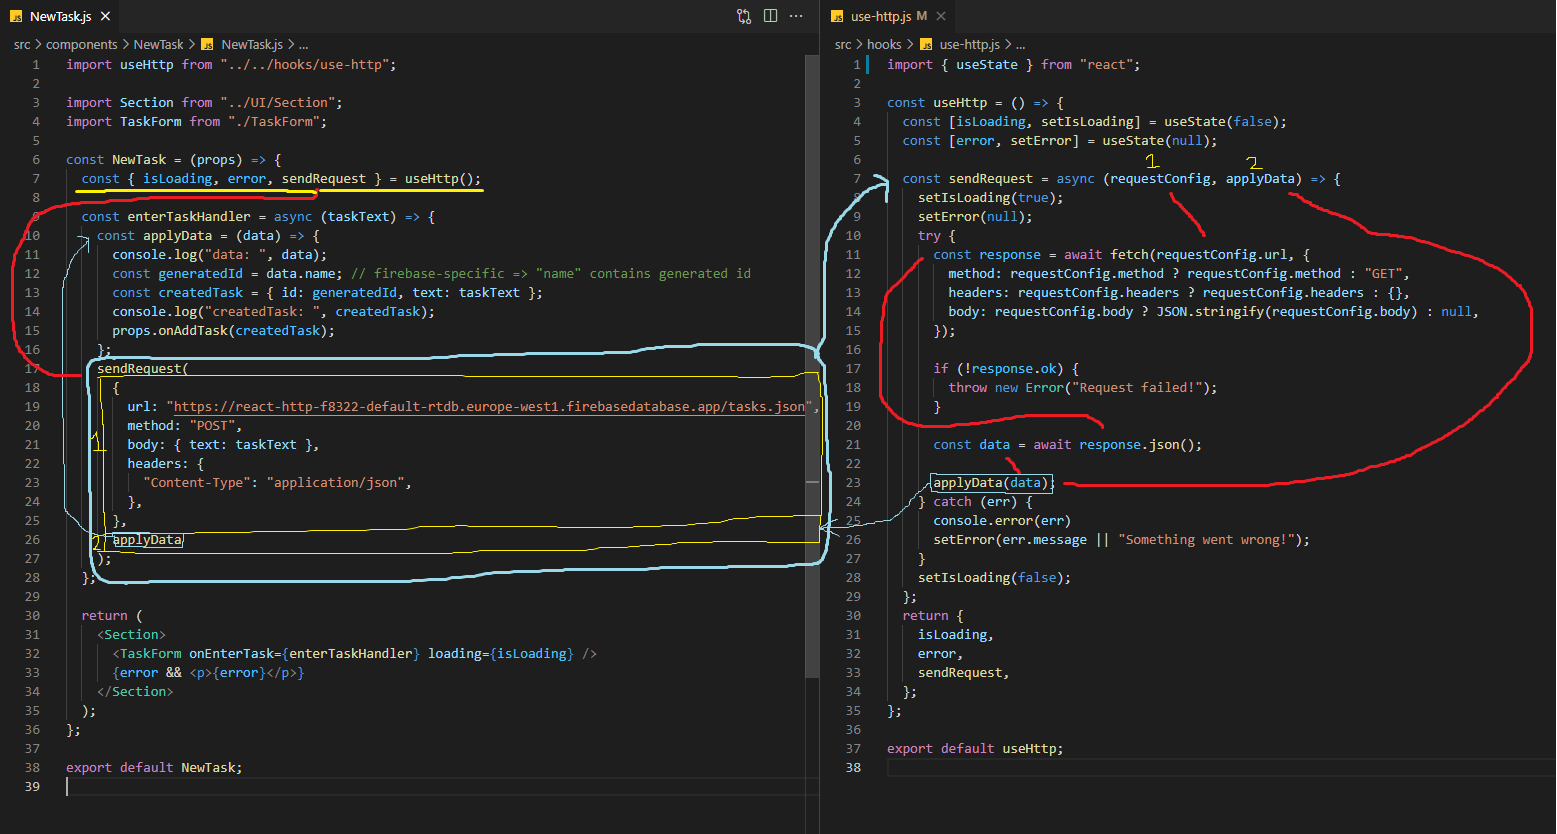 NewTask.js
src > components > NewTask > NewTask.js > ...
1 import useHttp from "../../hooks/use-http";
2
3 import Section from "../UI/Section";
4 import TaskForm from "./TaskForm";
5
6 const NewTask = (props) => {
7 const { isLoading, error, sendRequest } = useHttp();
8
9 const enterTaskHandler = async (taskText) => {
10 const applyData = (data) => {
11 console.log("data: ", data);
12 const generatedId = data.name; // firebase-specific => "name" contains generated id
13 const createdTask = { id: generatedId, text: taskText };
14 console.log("createdTask: ", createdTask);
15 props.onAddTask(createdTask);
16 };
17 sendRequest(
18 {
19 url: "https://react-http-f8322-default-rtdb.europe-west1.firebasedatabase.app/tasks.json",
20 method: "POST",
21 body: { text: taskText },
22 headers: {
23 "Content-Type": "application/json",
24 },
25 },
26 applyData
27 );
28 };
29
30 return (
31 <Section>
32 <TaskForm onEnterTask={enterTaskHandler} loading={isLoading} />
33 {error && <p>{error}</p>}
34 </Section>
35 );
36 };
37
38 export default NewTask;
39
1
2
use-http.js M
src > hooks > use-http.js > ...
1 import { useState } from "react";
2
3 const useHttp = () => {
4 const [isLoading, setIsLoading] = useState(false);
5 const [error, setError] = useState(null);
6
1 2
7 const sendRequest = async (requestConfig, applyData) => {
8 setIsLoading(true);
9 setError(null);
10 try {
11 const response = await fetch(requestConfig.url, {
12 method: requestConfig.method ? requestConfig.method : "GET",
13 headers: requestConfig.headers ? requestConfig.headers : {},
14 body: requestConfig.body ? JSON.stringify(requestConfig.body) : null,
15 });
16
17 if (!response.ok) {
18 throw new Error("Request failed!");
19 }
20
21 const data = await response.json();
22
23 applyData(data);
24 } catch (err) {
25 console.error(err)
26 setError(err.message || "Something went wrong!");
27 }
28 setIsLoading(false);
29 };
30 return {
31 isLoading,
32 error,
33 sendRequest,
34 };
35 };
36
37 export default useHttp;
38